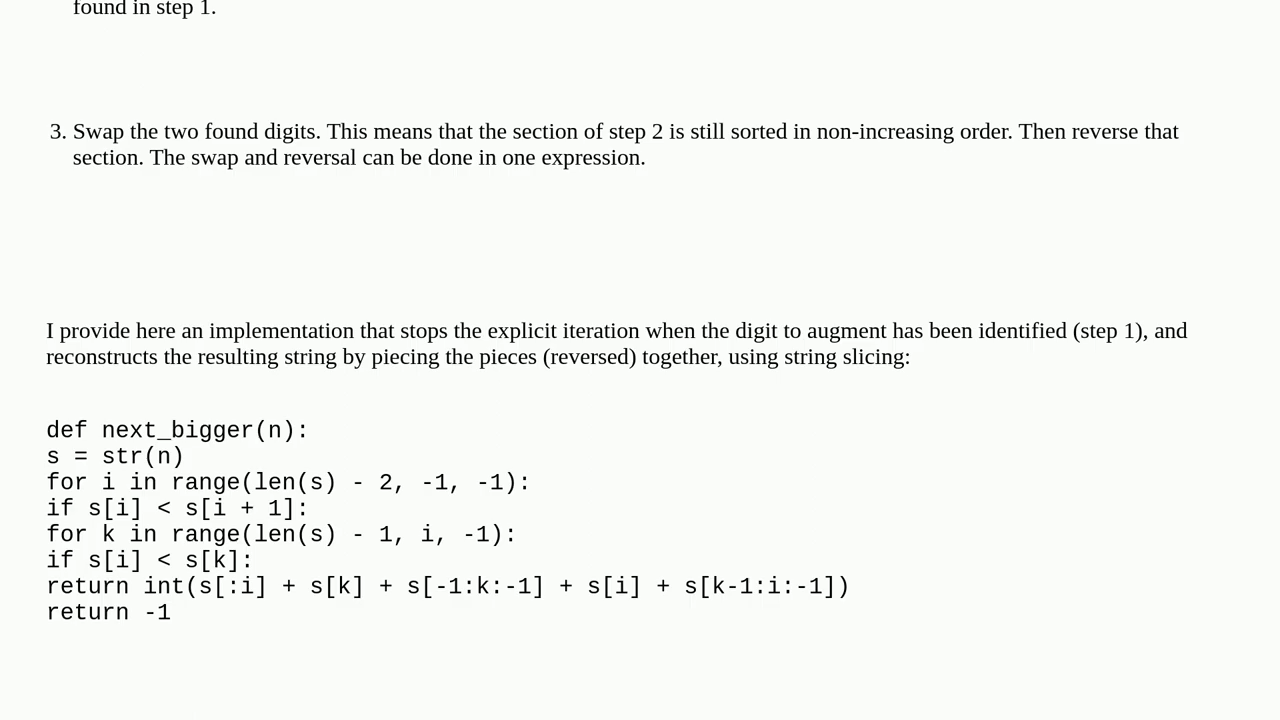 found in step 1.
3. Swap the two found digits. This means that the section of step 2 is still sorted in non-increasing order. Then reverse that
section. The swap and reversal can be done in one expression.
I provide here an implementation that stops the explicit iteration when the digit to augment has been identified (step 1), and
reconstructs the resulting string by piecing the pieces (reversed) together, using string slicing:
def next_bigger(n):
s = str(n)
for i in range(len(s) - 2, -1, -1):
if s[i] < s[i + 1]:
for k in range(len(s) - 1, i, -1):
if s[i] < s[k]:
return int(s[:i] + s[k] + s[-1:k:-1] + s[i] + s[k-1:i:-1])
return -1